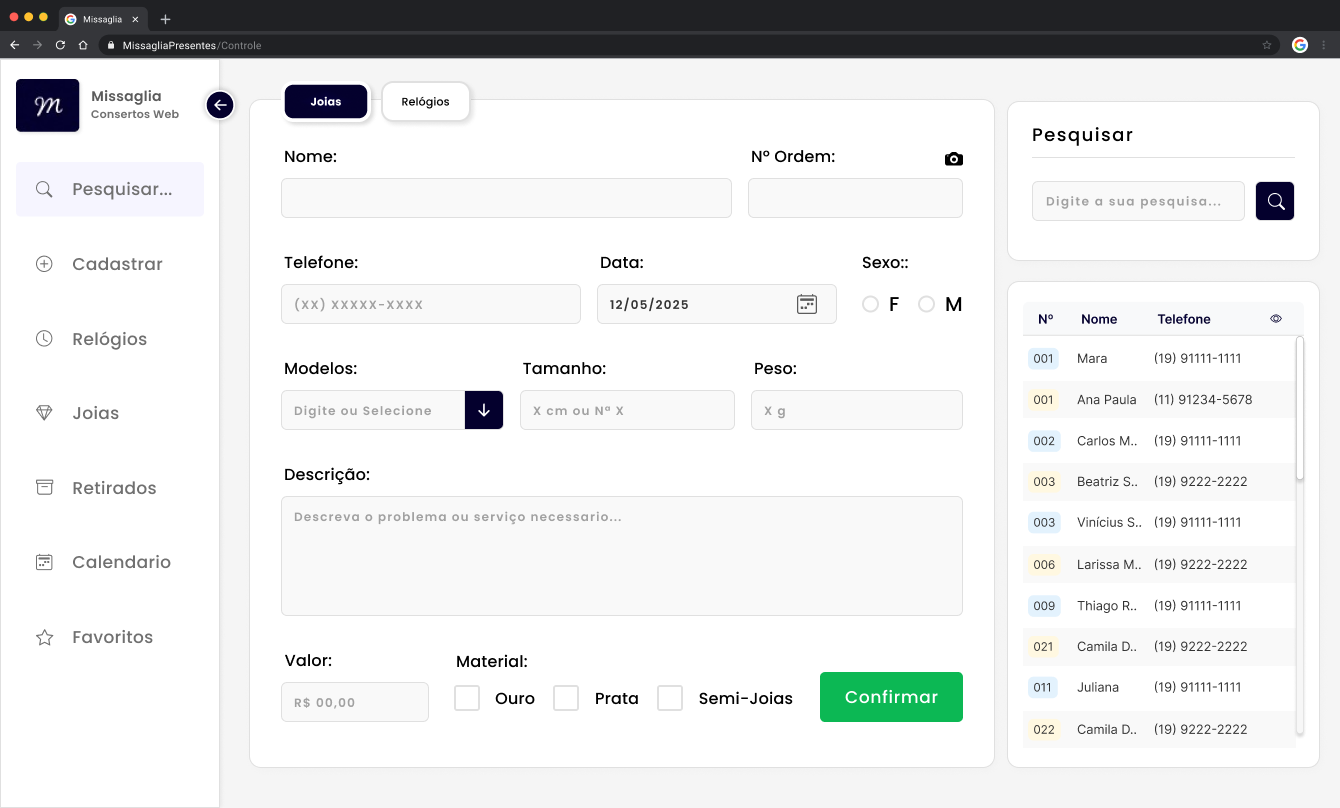 Missaglia
MissagliaPresentes/Controle
m
Missaglia
Consertos Web
Pesquisar...
Cadastrar
Relógios
Joias
Retirados
Calendario
Favoritos
Joias
Relógios
Nome:
Nº Ordem:
Telefone:
Data:
Sexo::
(XX) XXXXX-XXXX
12/05/2025
F
M
Modelos:
Tamanho:
Peso:
Digite ou Selecione
X cm ou Nª X
X g
Descrição:
Descreva o problema ou serviço necessario...
Valor:
Material:
R$ 00,00
Ouro
Prata
Semi-Joias
Confirmar
Pesquisar
Digite a sua pesquisa...
Nº Nome Telefone
001 Mara (19) 91111-1111
001 Ana Paula (11) 91234-5678
002 Carlos M.. (19) 91111-1111
003 Beatriz S.. (19) 9222-2222
003 Vinícius S.. (19) 91111-1111
006 Larissa M.. (19) 9222-2222
009 Thiago R.. (19) 91111-1111
021 Camila D.. (19) 9222-2222
011 Juliana (19) 91111-1111
022 Camila D.. (19) 9222-2222